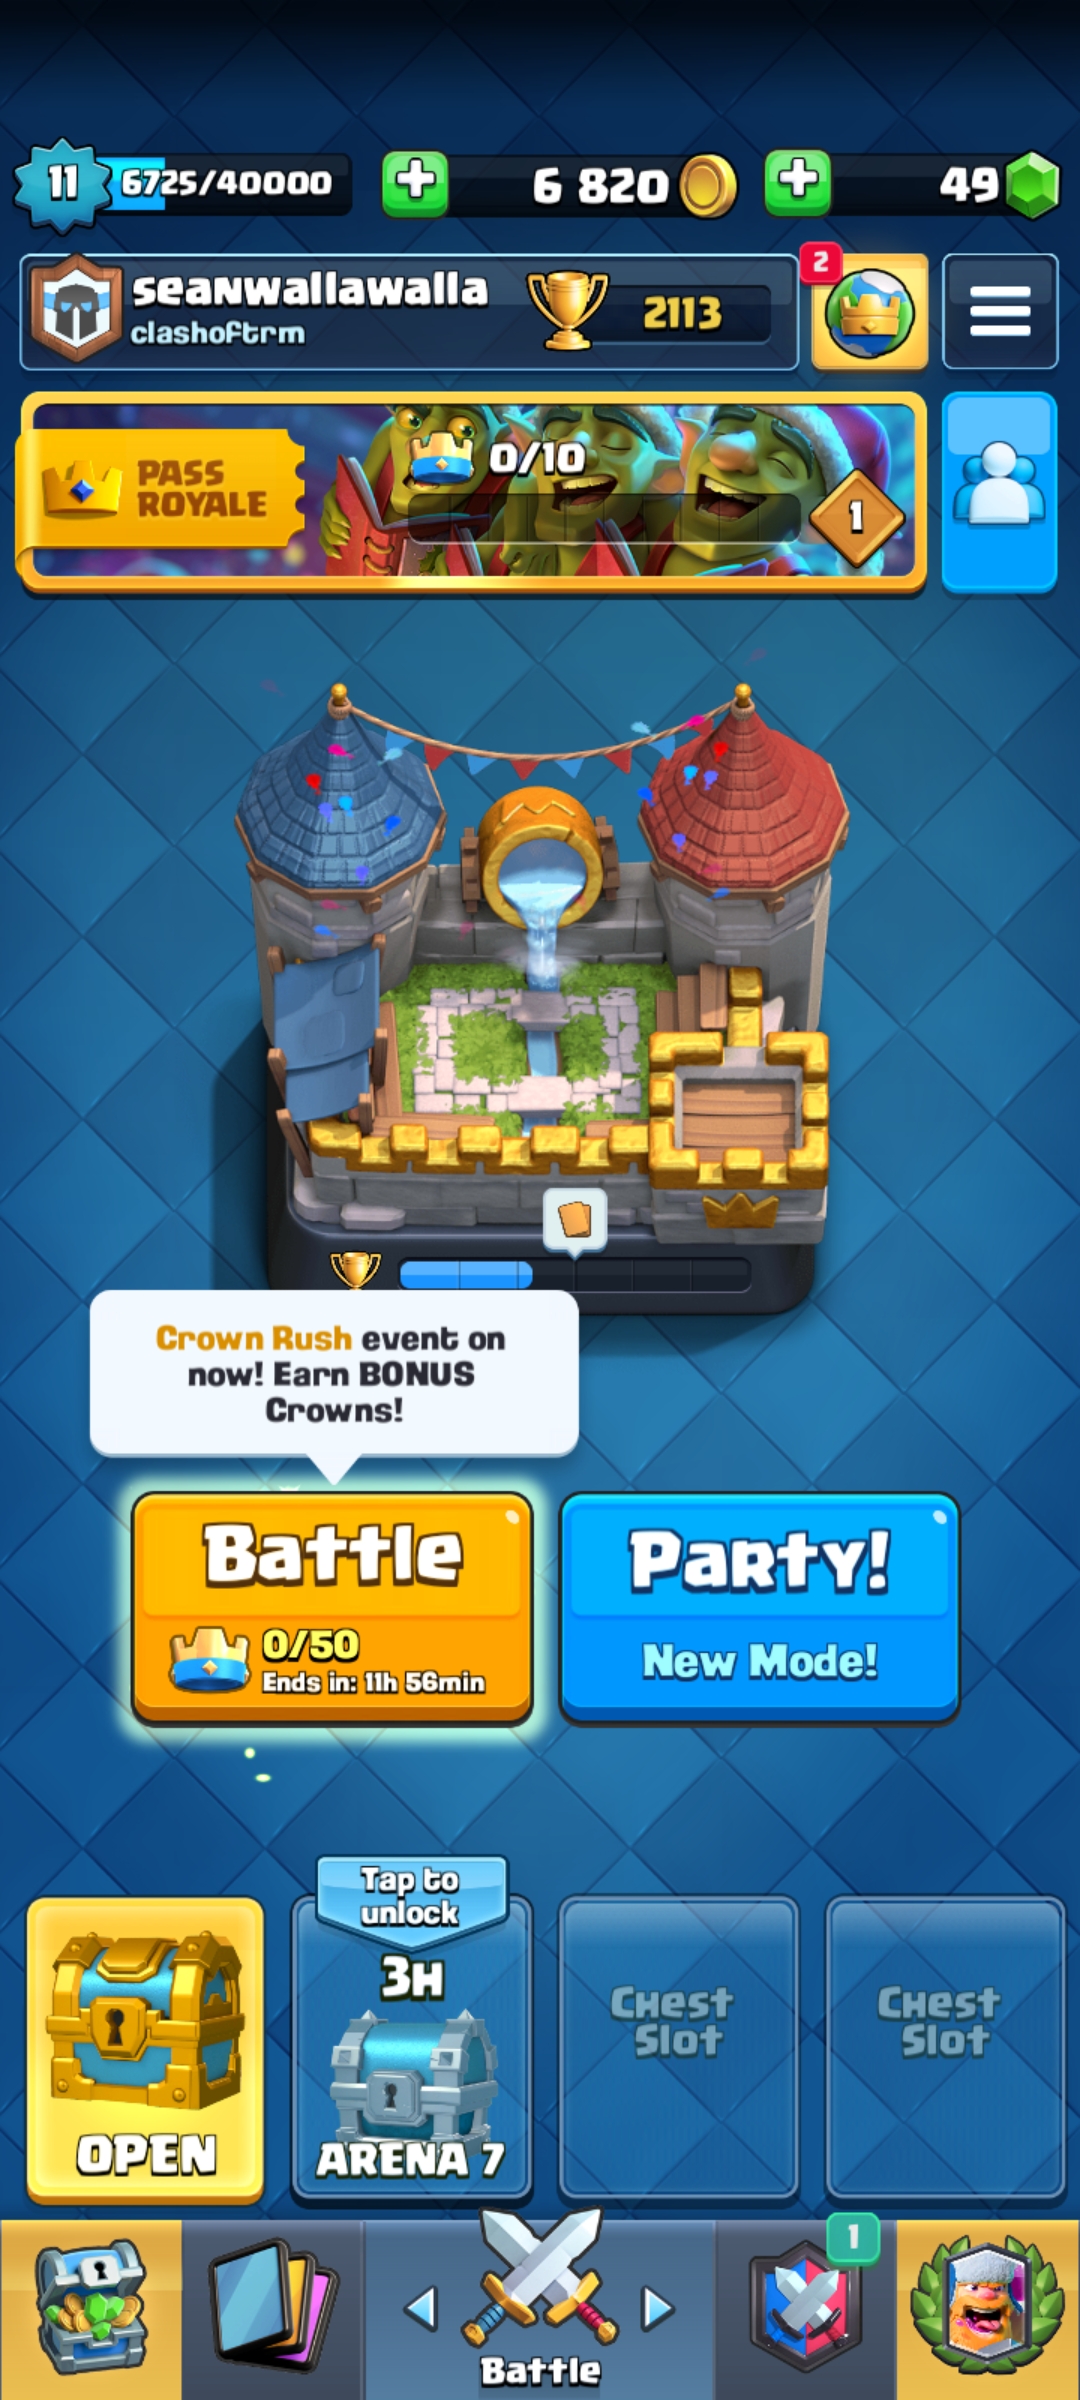 11
6725/40000
6 820
49
seanwallawalla
clashoftrm
2113
2
PASS
ROYALE
0/10
1
Crown Rush event on
now! Earn BONUS
Crowns!
Battle
0/50
Ends in: 11h 56min
Party!
New Mode!
OPEN
Tap to
unlock
3H
ARENA 7
Chest
Slot
Chest
Slot
1
Battle